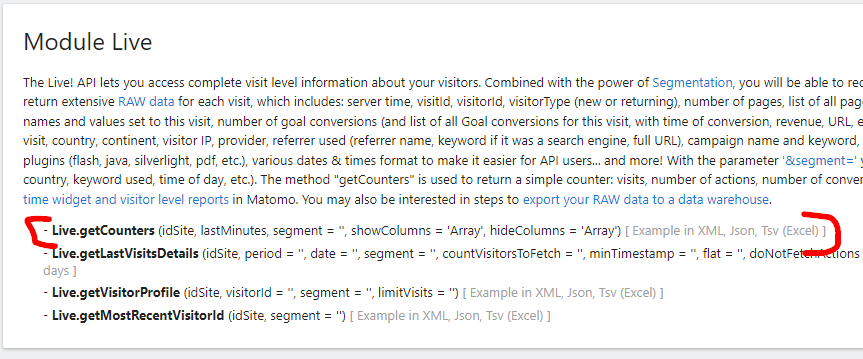 Module Live
The Live! API lets you access complete visit level information about your visitors. Combined with the power of Segmentation, you will be able to
return extensive RAW data for each visit, which includes: server time, visitId, visitorId, visitorType (new or returning), number of pages, list of all
names and values set to this visit, number of goal conversions (and list of all Goal conversions for this visit, with time of conversion, revenue, URL,
visit, country, continent, visitor IP, provider, referrer used (referrer name, keyword if it was a search engine, full URL), campaign name and keyword,
plugins (flash, java, silverlight, pdf, etc.), various dates & times format to make it easier for API users... and more! With the parameter '&segment='
country, keyword used, time of day, etc.). The method "getCounters" is used to return a simple counter: visits, number of actions, number of
time widget and visitor level reports in Matomo. You may also be interested in steps to export your RAW data to a data warehouse.
- Live.getCounters (idSite, lastMinutes, segment = '', showColumns = 'Array', hideColumns = 'Array') [ Example in XML, Json, Tsv (Excel) ]
- Live.getLastVisitsDetails (idSite, period = '', date = '', segment = '', countVisitorsToFetch = '', minTimestamp = '', flat = '', doNotFetchActions
days ]
- Live.getVisitorProfile (idSite, visitorId = '', segment = '', limitVisits = '') [ Example in XML, Json, Tsv (Excel) ]
- Live.getMostRecentVisitorId (idSite, segment = '') [ Example in XML, Json, Tsv (Excel) ]